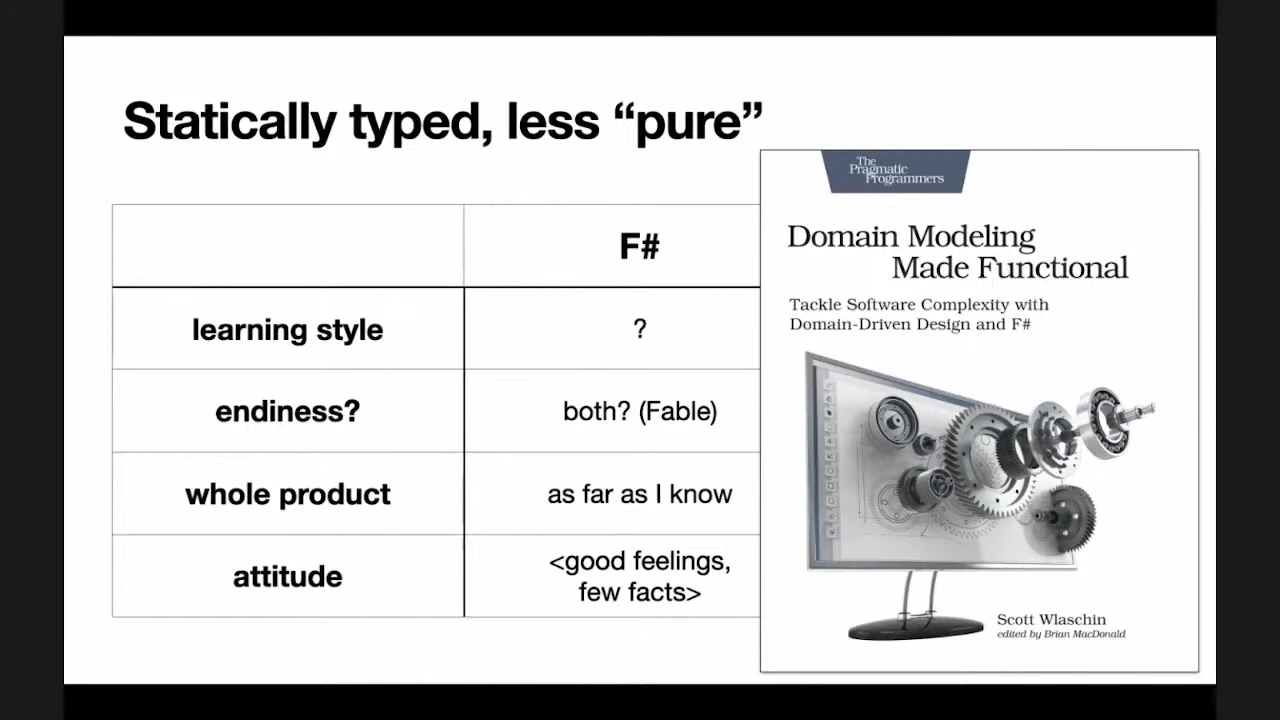 Statically typed, less “pure”
F#
learning style
?
endiness?
both? (Fable)
whole product
as far as I know
attitude
<good feelings,
few facts>
The
Pragmatic
Programmers
Domain Modeling
Made Functional
Tackle Software Complexity with
Domain-Driven Design and F#
Scott Wlaschin
edited by Brian MacDonald